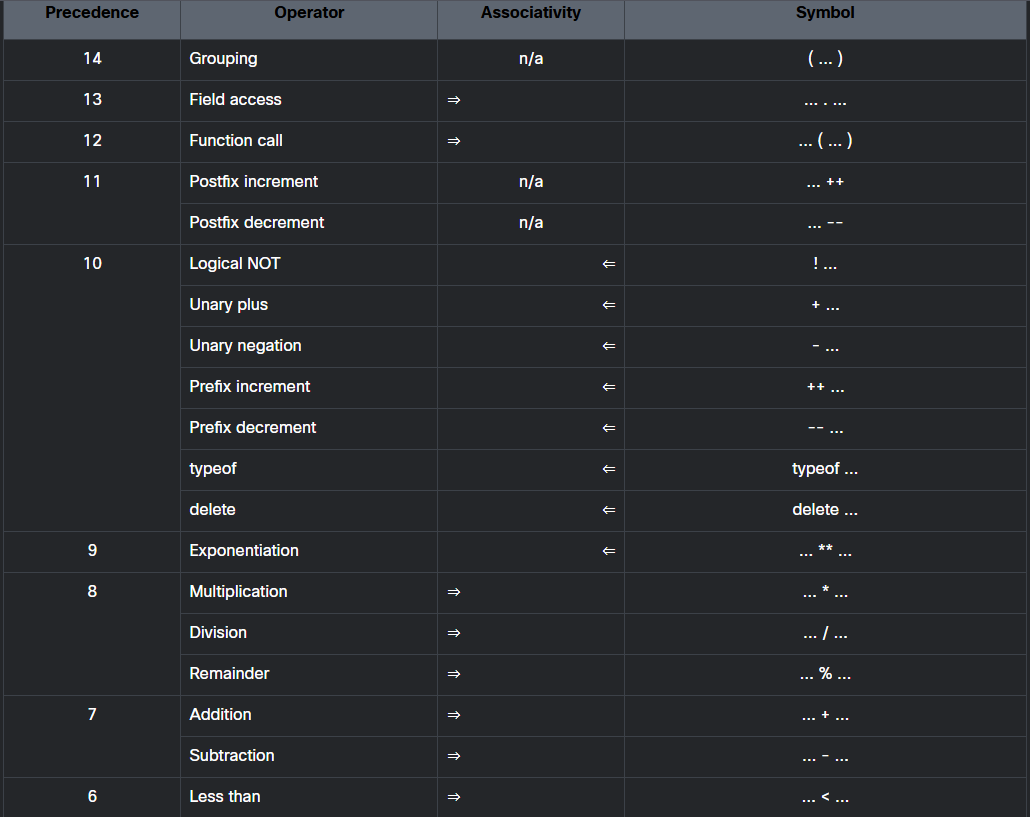 Precedence Operator Associativity Symbol
14 Grouping n/a ( ... )
13 Field access ⇒ ... . ...
12 Function call ⇒ ... ( ... )
11 Postfix increment n/a ... ++
Postfix decrement n/a ... --
10 Logical NOT ⇐ ! ...
Unary plus ⇐ + ...
Unary negation ⇐ - ...
Prefix increment ⇐ ++ ...
Prefix decrement ⇐ -- ...
typeof ⇐ typeof ...
delete ⇐ delete ...
9 Exponentiation ⇐ ... ** ...
8 Multiplication ⇒ ... * ...
Division ⇒ ... / ...
Remainder ⇒ ... % ...
7 Addition ⇒ ... + ...
Subtraction ⇒ ... - ...
6 Less than ⇒ ... < ...